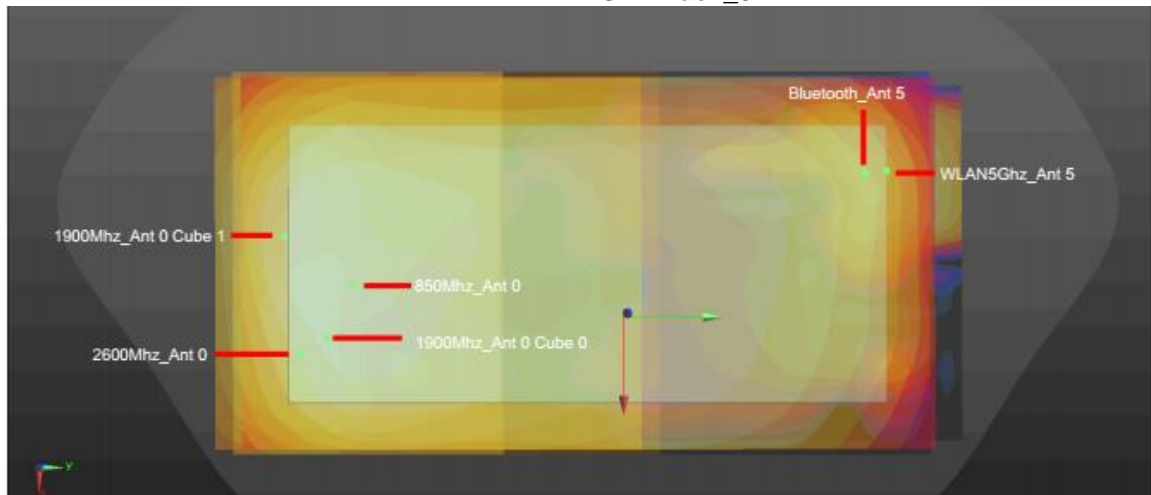 Bluetooth_Ant 5
WLAN5Ghz_Ant 5
1900Mhz_Ant 0 Cube 1
850Mhz_Ant 0
1900Mhz_Ant 0 Cube 0
2600Mhz_Ant 0
Y